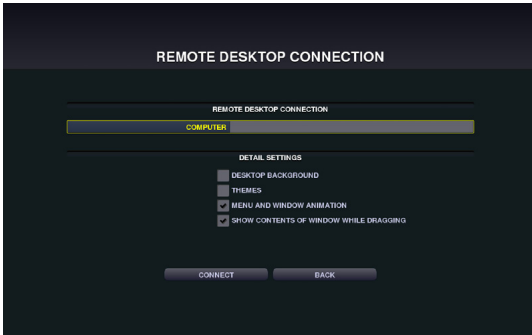 REMOTE DESKTOP CONNECTION
REMOTE DESKTOP CONNECTION
COMPUTER
DETAIL SETTINGS
DESKTOP BACKGROUND
THEMES
MENU AND WINDOW ANIMATION
SHOW CONTENTS OF WINDOW WHILE DRAGGING
CONNECT BACK